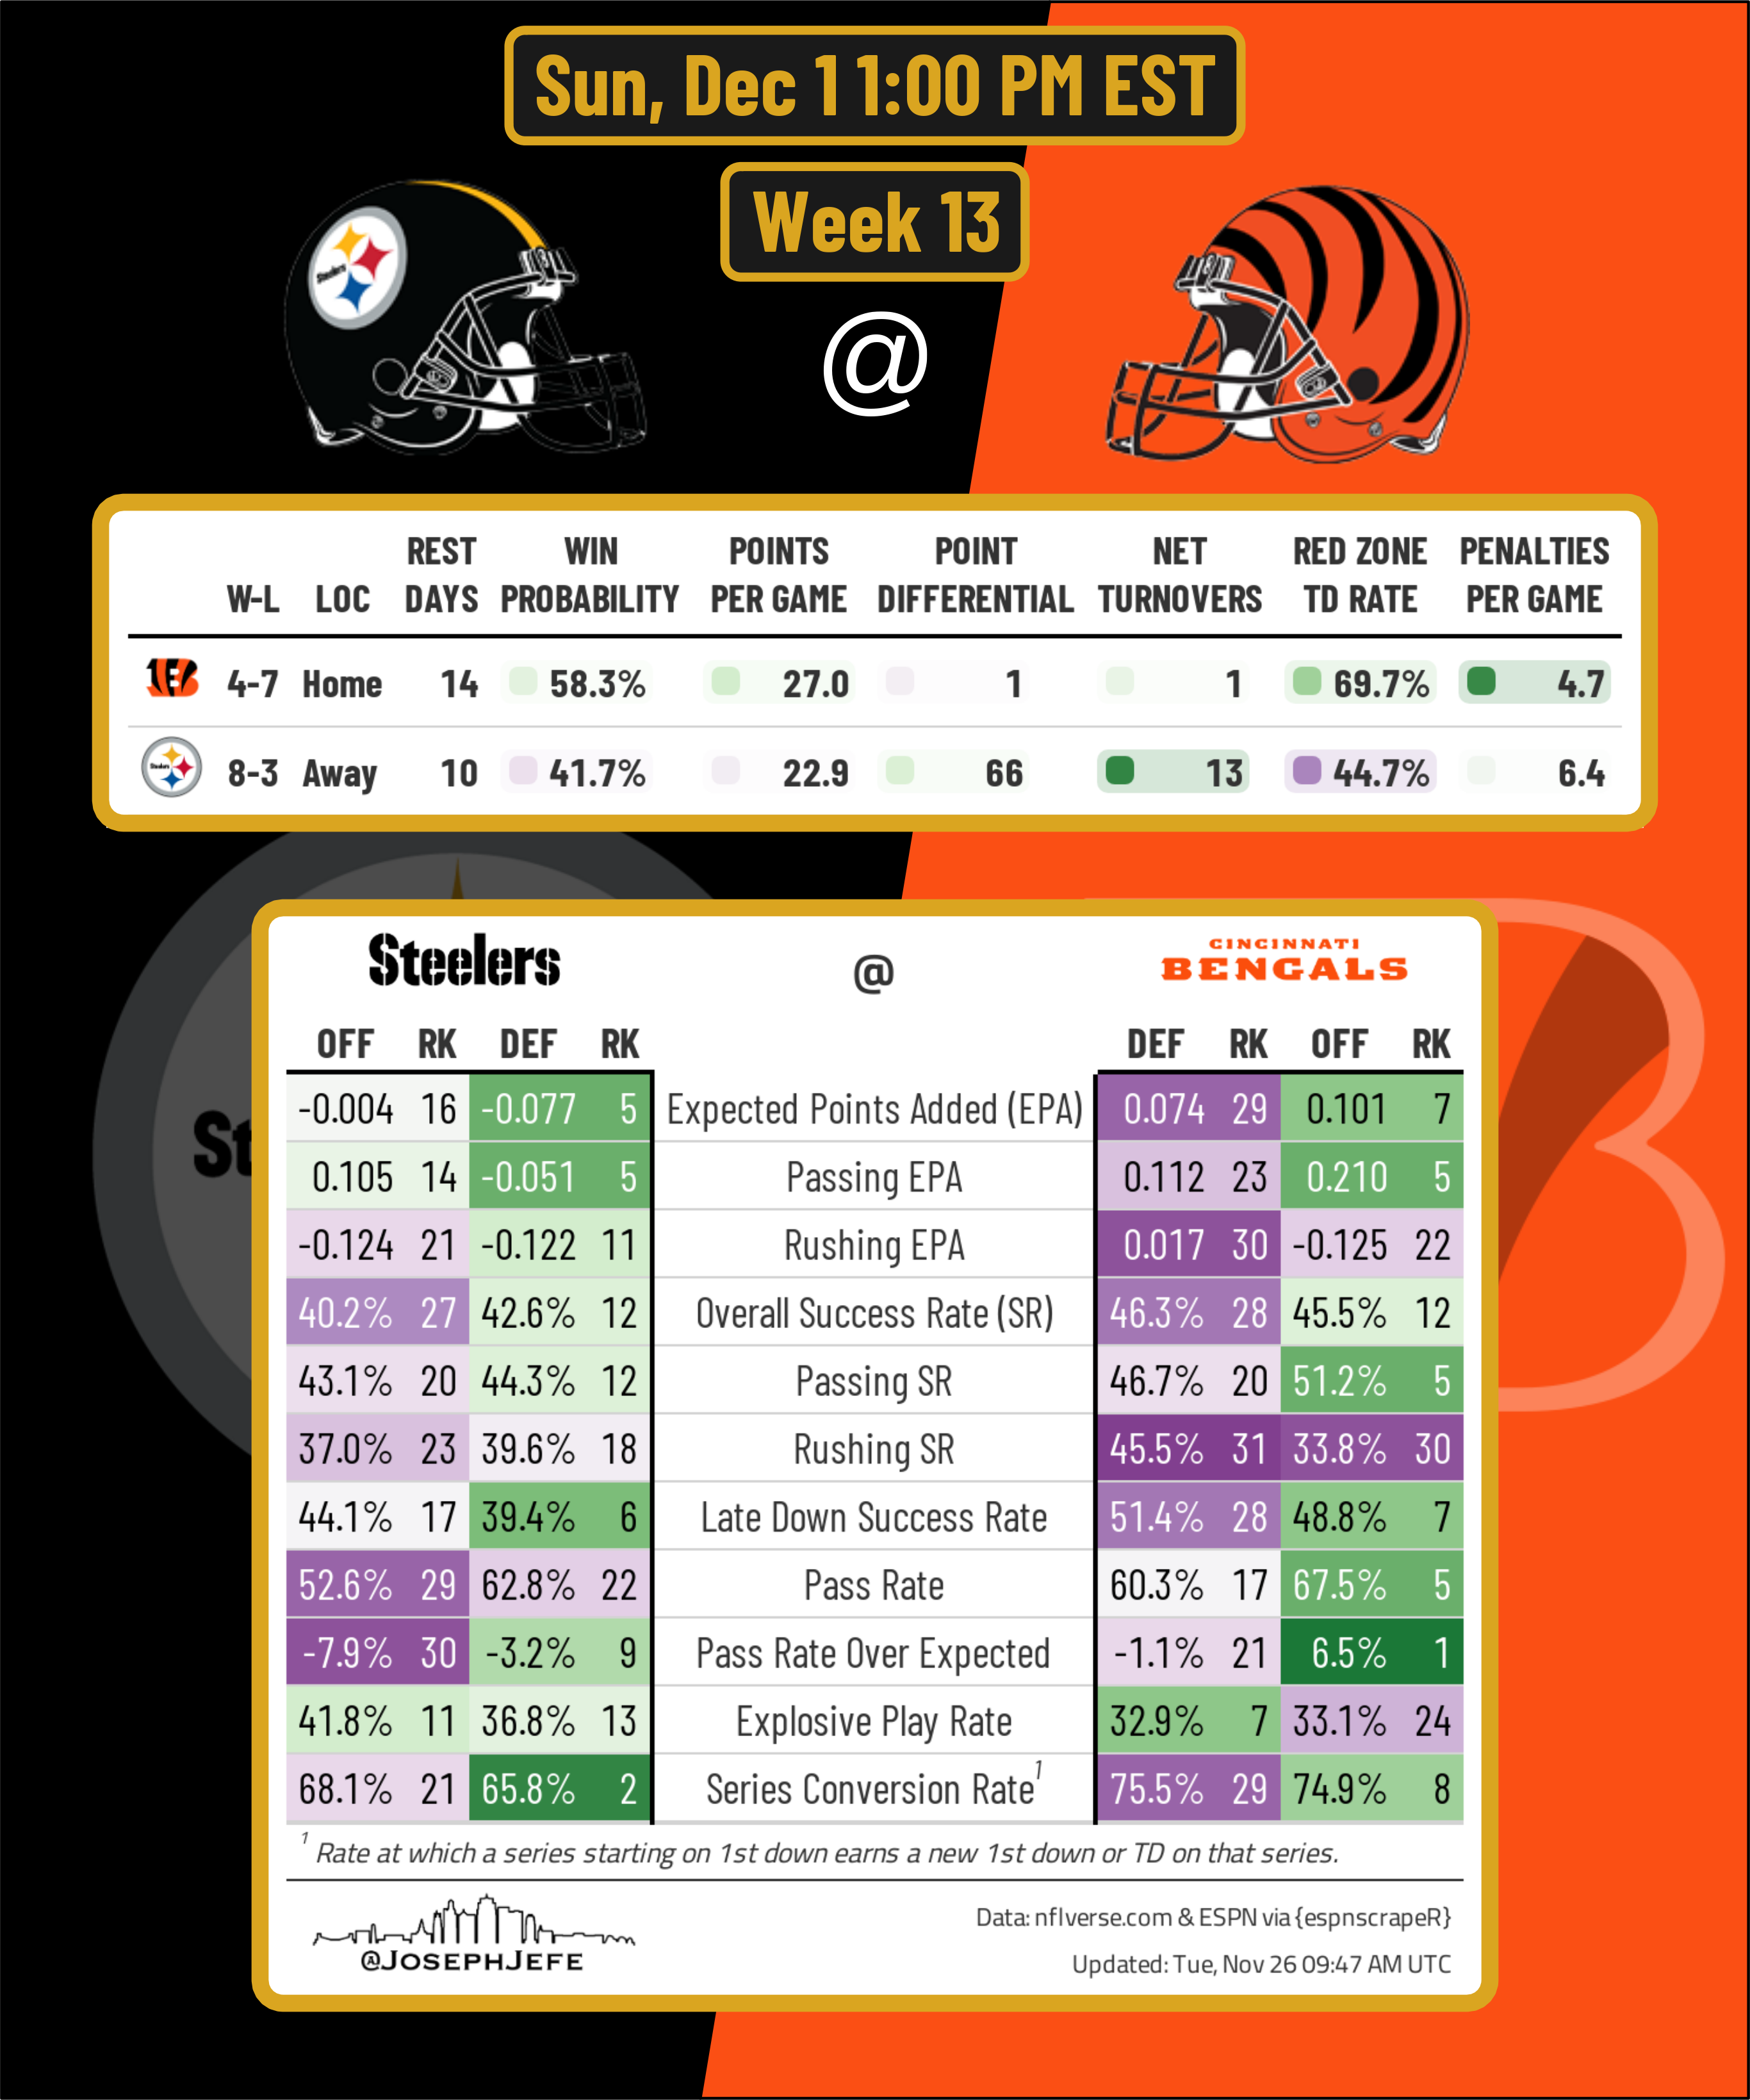 Sun, Dec 1 1:00 PM EST
Week 13
Steelers
@
W-L LOC REST DAYS WIN PROBABILITY POINTS PER GAME POINT DIFFERENTIAL NET TURNOVERS RED ZONE TD RATE PENALTIES PER GAME
4-7 Home 14 58.3% 27.0 1 1 69.7% 4.7
Steelers 8-3 Away 10 41.7% 22.9 66 13 44.7% 6.4
Steelers @ CINCINNATI BENGALS
OFF RK DEF RK DEF RK OFF RK
-0.004 16 -0.077 5 Expected Points Added (EPA) 0.074 29 0.101 7
0.105 14 -0.051 5 Passing EPA 0.112 23 0.210 5
-0.124 21 -0.122 11 Rushing EPA 0.017 30 -0.125 22
40.2% 27 42.6% 12 Overall Success Rate (SR) 46.3% 28 45.5% 12
43.1% 20 44.3% 12 Passing SR 46.7% 20 51.2% 5
37.0% 23 39.6% 18 Rushing SR 45.5% 31 33.8% 30
44.1% 17 39.4% 6 Late Down Success Rate 51.4% 28 48.8% 7
52.6% 29 62.8% 22 Pass Rate 60.3% 17 67.5% 5
-7.9% 30 -3.2% 9 Pass Rate Over Expected -1.1% 21 6.5% 1
41.8% 11 36.8% 13 Explosive Play Rate 32.9% 7 33.1% 24
68.1% 21 65.8% 2 Series Conversion Rate¹ 75.5% 29 74.9% 8
¹ Rate at which a series starting on 1st down earns a new 1st down or TD on that series.
@JOSEPHJEFE
Data: nflverse.com & ESPN via {espnscrapeR}
Updated: Tue, Nov 26 09:47 AM UTC
St